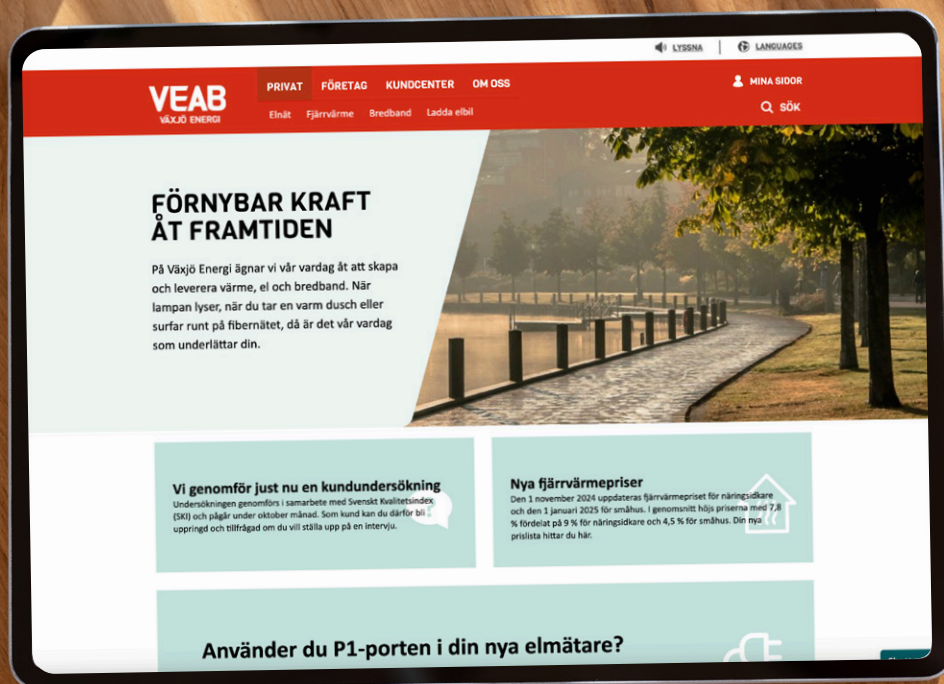 LYSSNA
LANGUAGES
VEAB
VÄXJÖ ENERGI
PRIVAT FÖRETAG KUNDCENTER OM OSS
Elnät Fjärrvärme Bredband Ladda elbil
MINA SIDOR
SÖK
FÖRNYBAR KRAFT
ÅT FRAMTIDEN
På Växjö Energi ägnar vi vår vardag åt att skapa
och leverera värme, el och bredband. När
lampan lyser, när du tar en varm dusch eller
surfar runt på fibernätet, då är det vår vardag
som underlättar din.
Vi genomför just nu en kundundersökning
Undersökningen genomförs i samarbete med Svenskt Kvalitetsindex
(SKI) och pågår under oktober månad. Som kund kan du därför bli
uppringd och tillfrågad om du vill ställa upp på en intervju.
Nya fjärrvärmepriser
Den 1 november 2024 uppdateras fjärrvärmepriset för näringsidkare
och den 1 januari 2025 för småhus. I genomsnitt höjs priserna med 7,8
% fördelat på 9 % för näringsidkare och 4,5 % för småhus. Din nya
prislista hittar du här.
Använder du P1-porten i din nya elmätare?